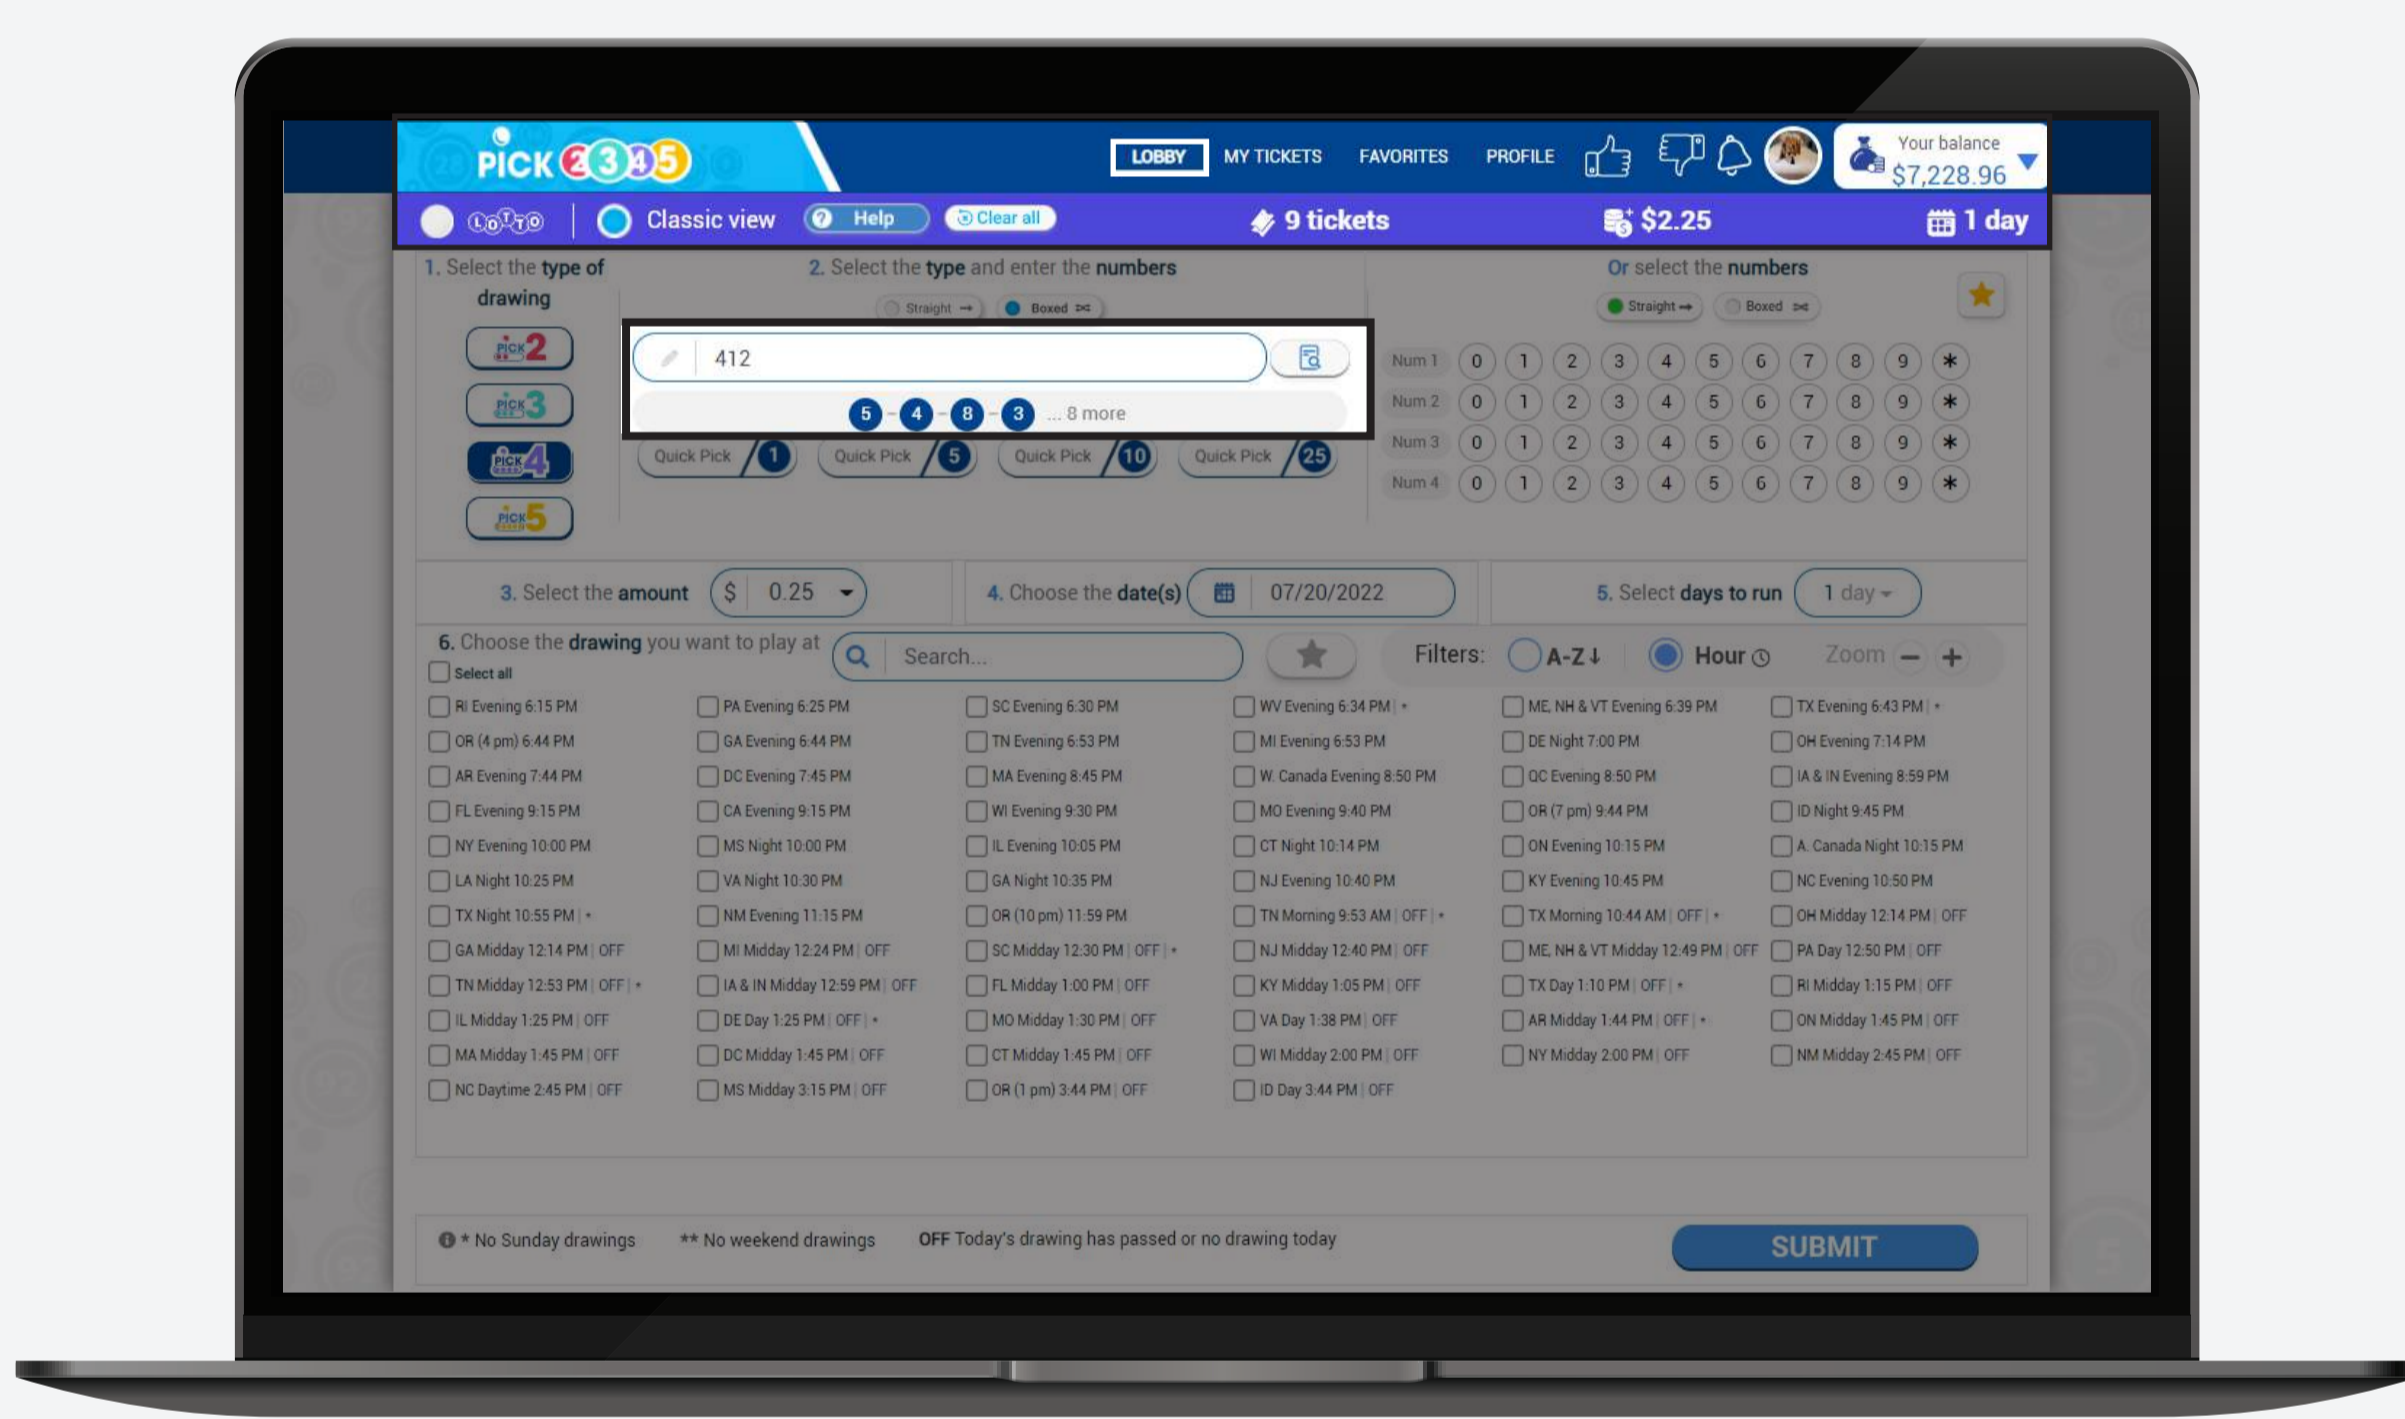 PiCK 2345
LOBBY MY TICKETS FAVORITES PROFILE
Your balance
$7,228.96
LOTTO Classic view ? Help Clear all 9 tickets $2.25 1 day
1. Select the type of drawing
2. Select the type and enter the numbers
Straight Boxed
Or select the numbers
Straight Boxed
PiCK 2
PiCK 3
PiCK 4
PiCK 5
412
5 - 4 - 8 - 3 ... 8 more
Quick Pick / 1 Quick Pick / 5 Quick Pick / 10 Quick Pick / 25
Num 1 0 1 2 3 4 5 6 7 8 9 *
Num 2 0 1 2 3 4 5 6 7 8 9 *
Num 3 0 1 2 3 4 5 6 7 8 9 *
Num 4 0 1 2 3 4 5 6 7 8 9 *
3. Select the amount $ 0.25
4. Choose the date(s) 07/20/2022
5. Select days to run 1 day
6. Choose the drawing you want to play at Search... Filters: A-Z Hour Zoom − +
Select all
RI Evening 6:15 PM PA Evening 6:25 PM SC Evening 6:30 PM WV Evening 6:34 PM | * ME, NH & VT Evening 6:39 PM TX Evening 6:43 PM | *
OR (4 pm) 6:44 PM GA Evening 6:44 PM TN Evening 6:53 PM MI Evening 6:53 PM DE Night 7:00 PM OH Evening 7:14 PM
AR Evening 7:44 PM DC Evening 7:45 PM MA Evening 8:45 PM W. Canada Evening 8:50 PM QC Evening 8:50 PM IA & IN Evening 8:59 PM
FL Evening 9:15 PM CA Evening 9:15 PM WI Evening 9:30 PM MO Evening 9:40 PM OR (7 pm) 9:44 PM ID Night 9:45 PM
NY Evening 10:00 PM MS Night 10:00 PM IL Evening 10:05 PM CT Night 10:14 PM ON Evening 10:15 PM A. Canada Night 10:15 PM
LA Night 10:25 PM VA Night 10:30 PM GA Night 10:35 PM NJ Evening 10:40 PM KY Evening 10:45 PM NC Evening 10:50 PM
TX Night 10:55 PM | * NM Evening 11:15 PM OR (10 pm) 11:59 PM TN Morning 9:53 AM | OFF | * TX Morning 10:44 AM | OFF | * OH Midday 12:14 PM | OFF
GA Midday 12:14 PM | OFF MI Midday 12:24 PM | OFF SC Midday 12:30 PM | OFF | * NJ Midday 12:40 PM | OFF ME, NH & VT Midday 12:49 PM | OFF PA Day 12:50 PM | OFF
TN Midday 12:53 PM | OFF | * IA & IN Midday 12:59 PM | OFF FL Midday 1:00 PM | OFF KY Midday 1:05 PM | OFF TX Day 1:10 PM | OFF | * RI Midday 1:15 PM | OFF
IL Midday 1:25 PM | OFF DE Day 1:25 PM | OFF | * MO Midday 1:30 PM | OFF VA Day 1:38 PM | OFF AR Midday 1:44 PM | OFF | * ON Midday 1:45 PM | OFF
MA Midday 1:45 PM | OFF DC Midday 1:45 PM | OFF CT Midday 1:45 PM | OFF WI Midday 2:00 PM | OFF NY Midday 2:00 PM | OFF NM Midday 2:45 PM | OFF
NC Daytime 2:45 PM | OFF MS Midday 3:15 PM | OFF OR (1 pm) 3:44 PM | OFF ID Day 3:44 PM | OFF
* No Sunday drawings ** No weekend drawings OFF Today's drawing has passed or no drawing today SUBMIT